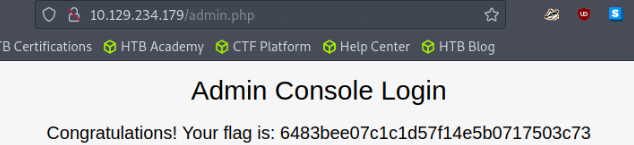 10.129.234.179/admin.php
TB Certifications HTB Academy CTF Platform Help Center HTB Blog
Admin Console Login
Congratulations! Your flag is: 6483bee07c1c1d57f14e5b0717503c73